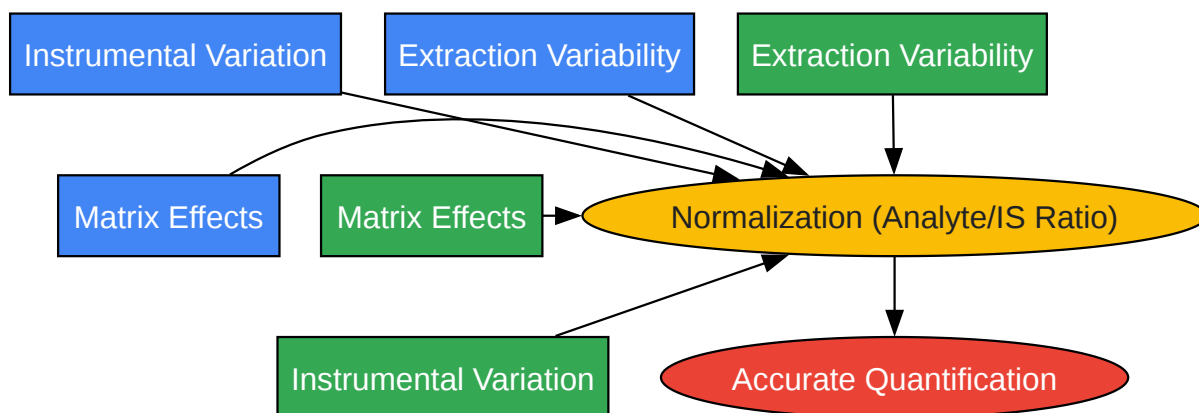 Instrumental Variation
Extraction Variability
Extraction Variability
Matrix Effects
Matrix Effects
Normalization (Analyte/IS Ratio)
Instrumental Variation
Accurate Quantification